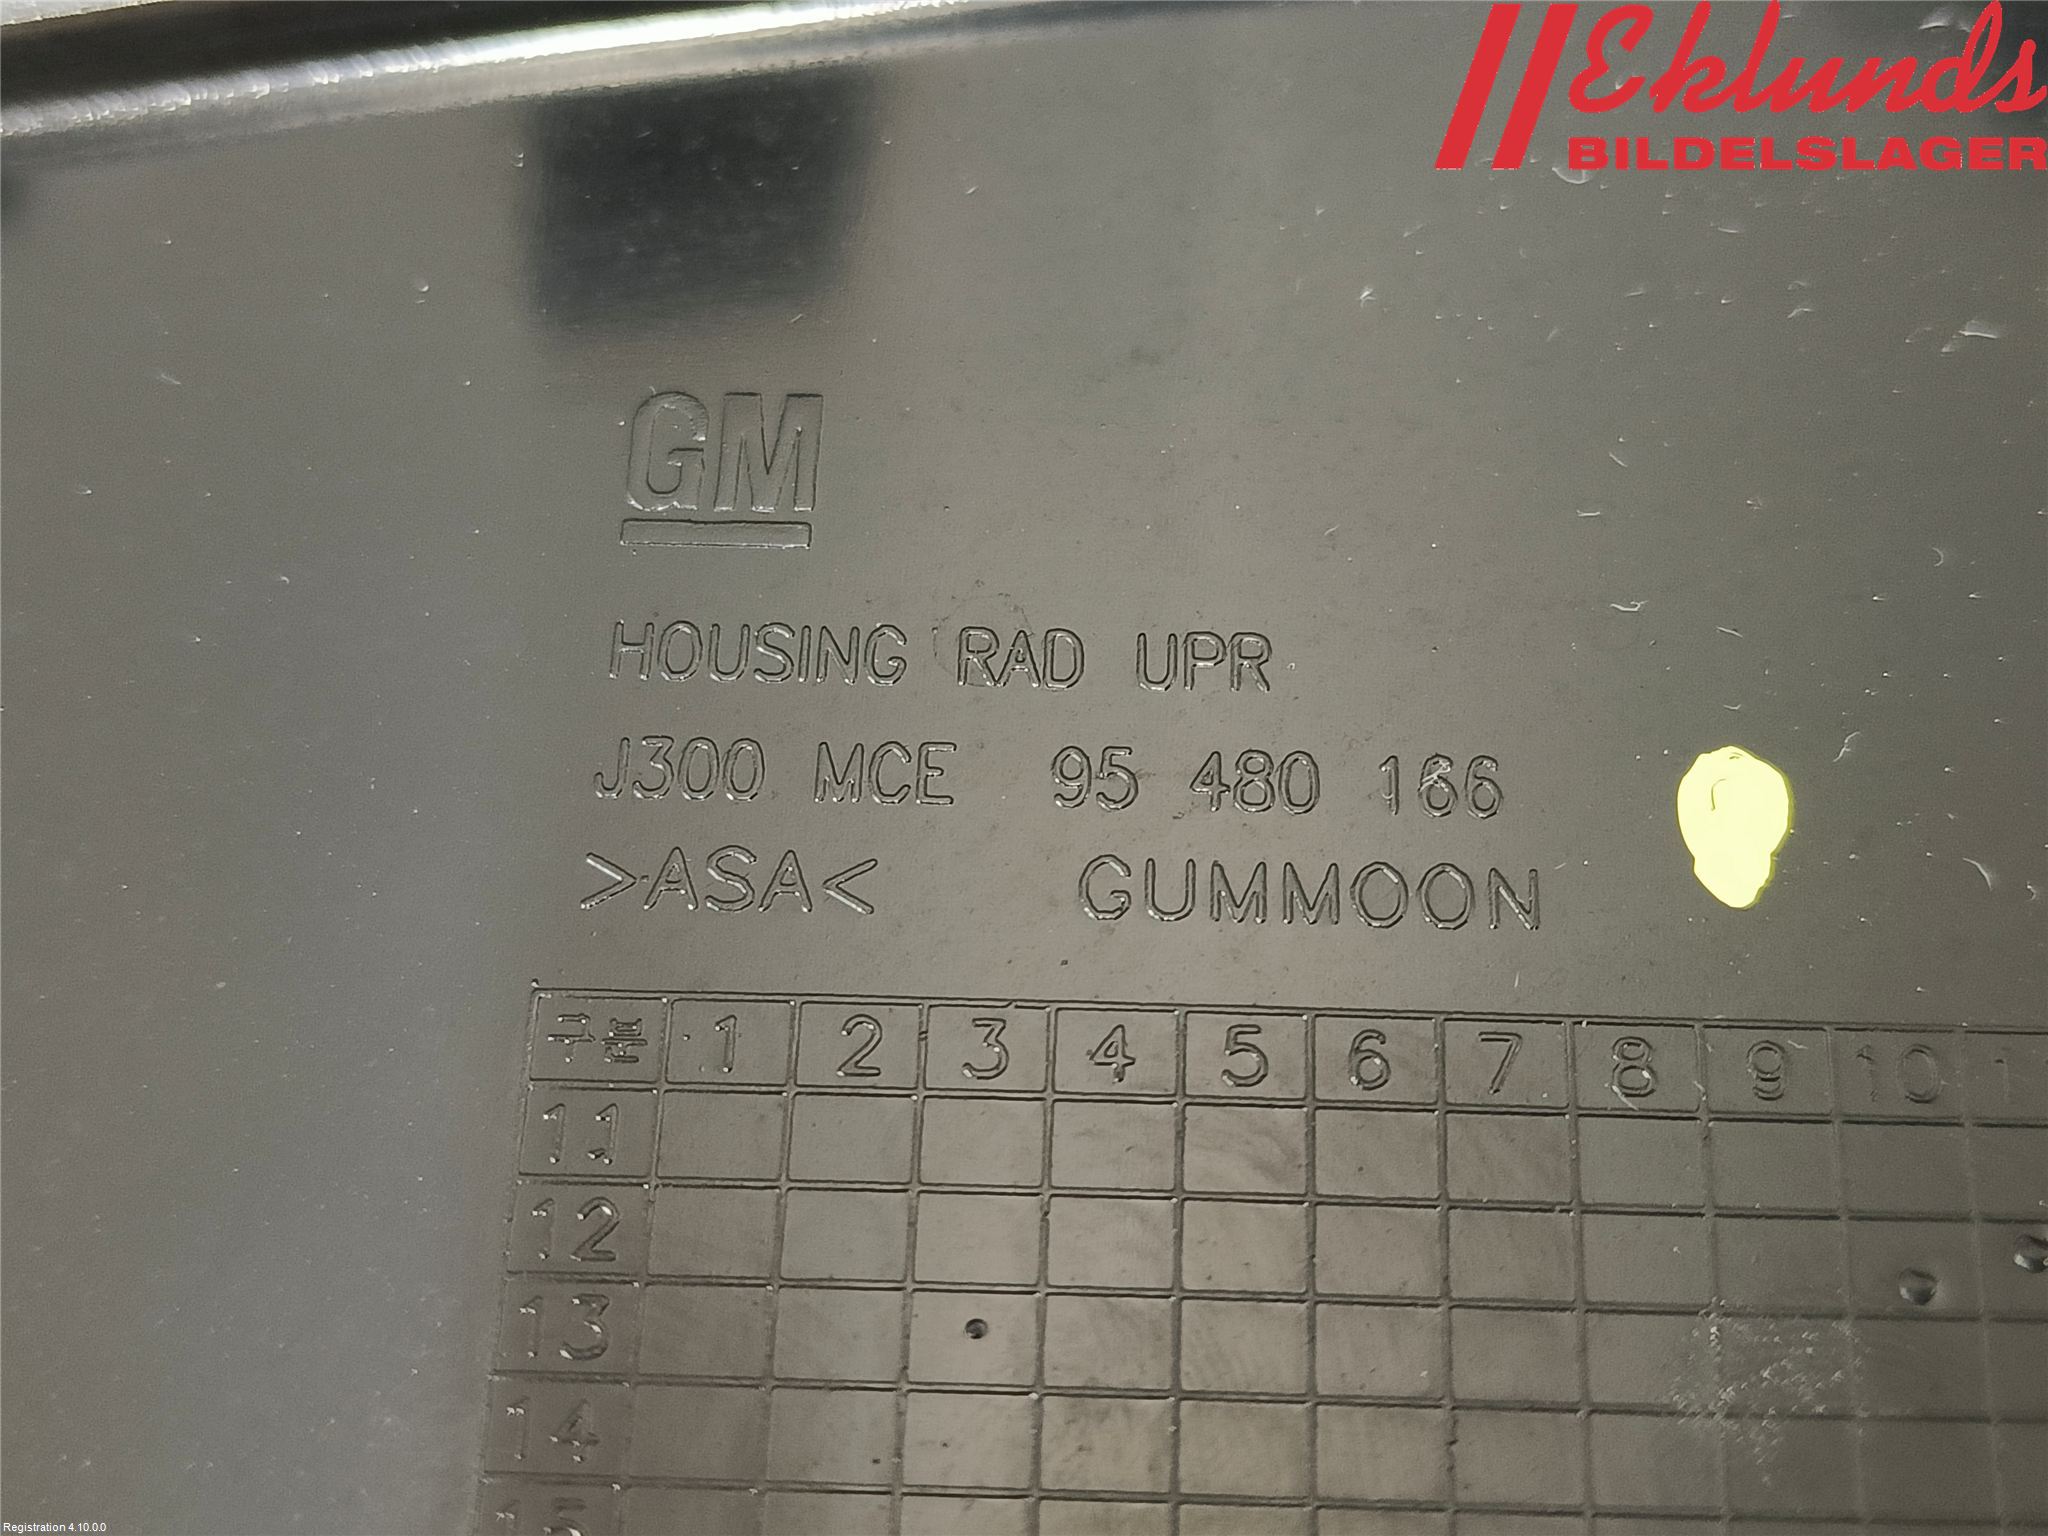 Eklunds
BILDELSLAGER
GM
HOUSING RAD UPR
J300 MCE 95 480 166
>ASA< GUMMOON
구분 1 2 3 4 5 6 7 8 9 10
11
12
13
14
15
Registration 4.10.0.0